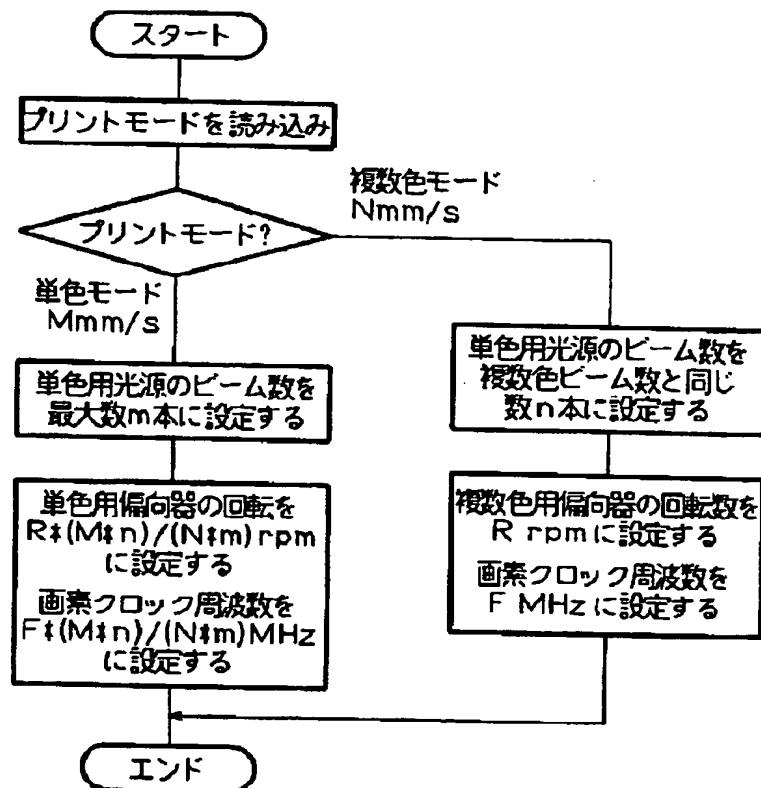 スタート
プリントモードを読み込み
プリントモード?
複数色モード
Nmm/s
単色モード
Mmm/s
単色用光源のビーム数を
最大数m本に設定する
単色用偏向器の回転を
R*(M*n)/(N*m)rpm
に設定する
画素クロック周波数を
F*(M*n)/(N*m)MHz
に設定する
単色用光源のビーム数を
複数色ビーム数と同じ
数n本に設定する
複数色用偏向器の回転数を
R rpmに設定する
画素クロック周波数を
F MHzに設定する
エンド